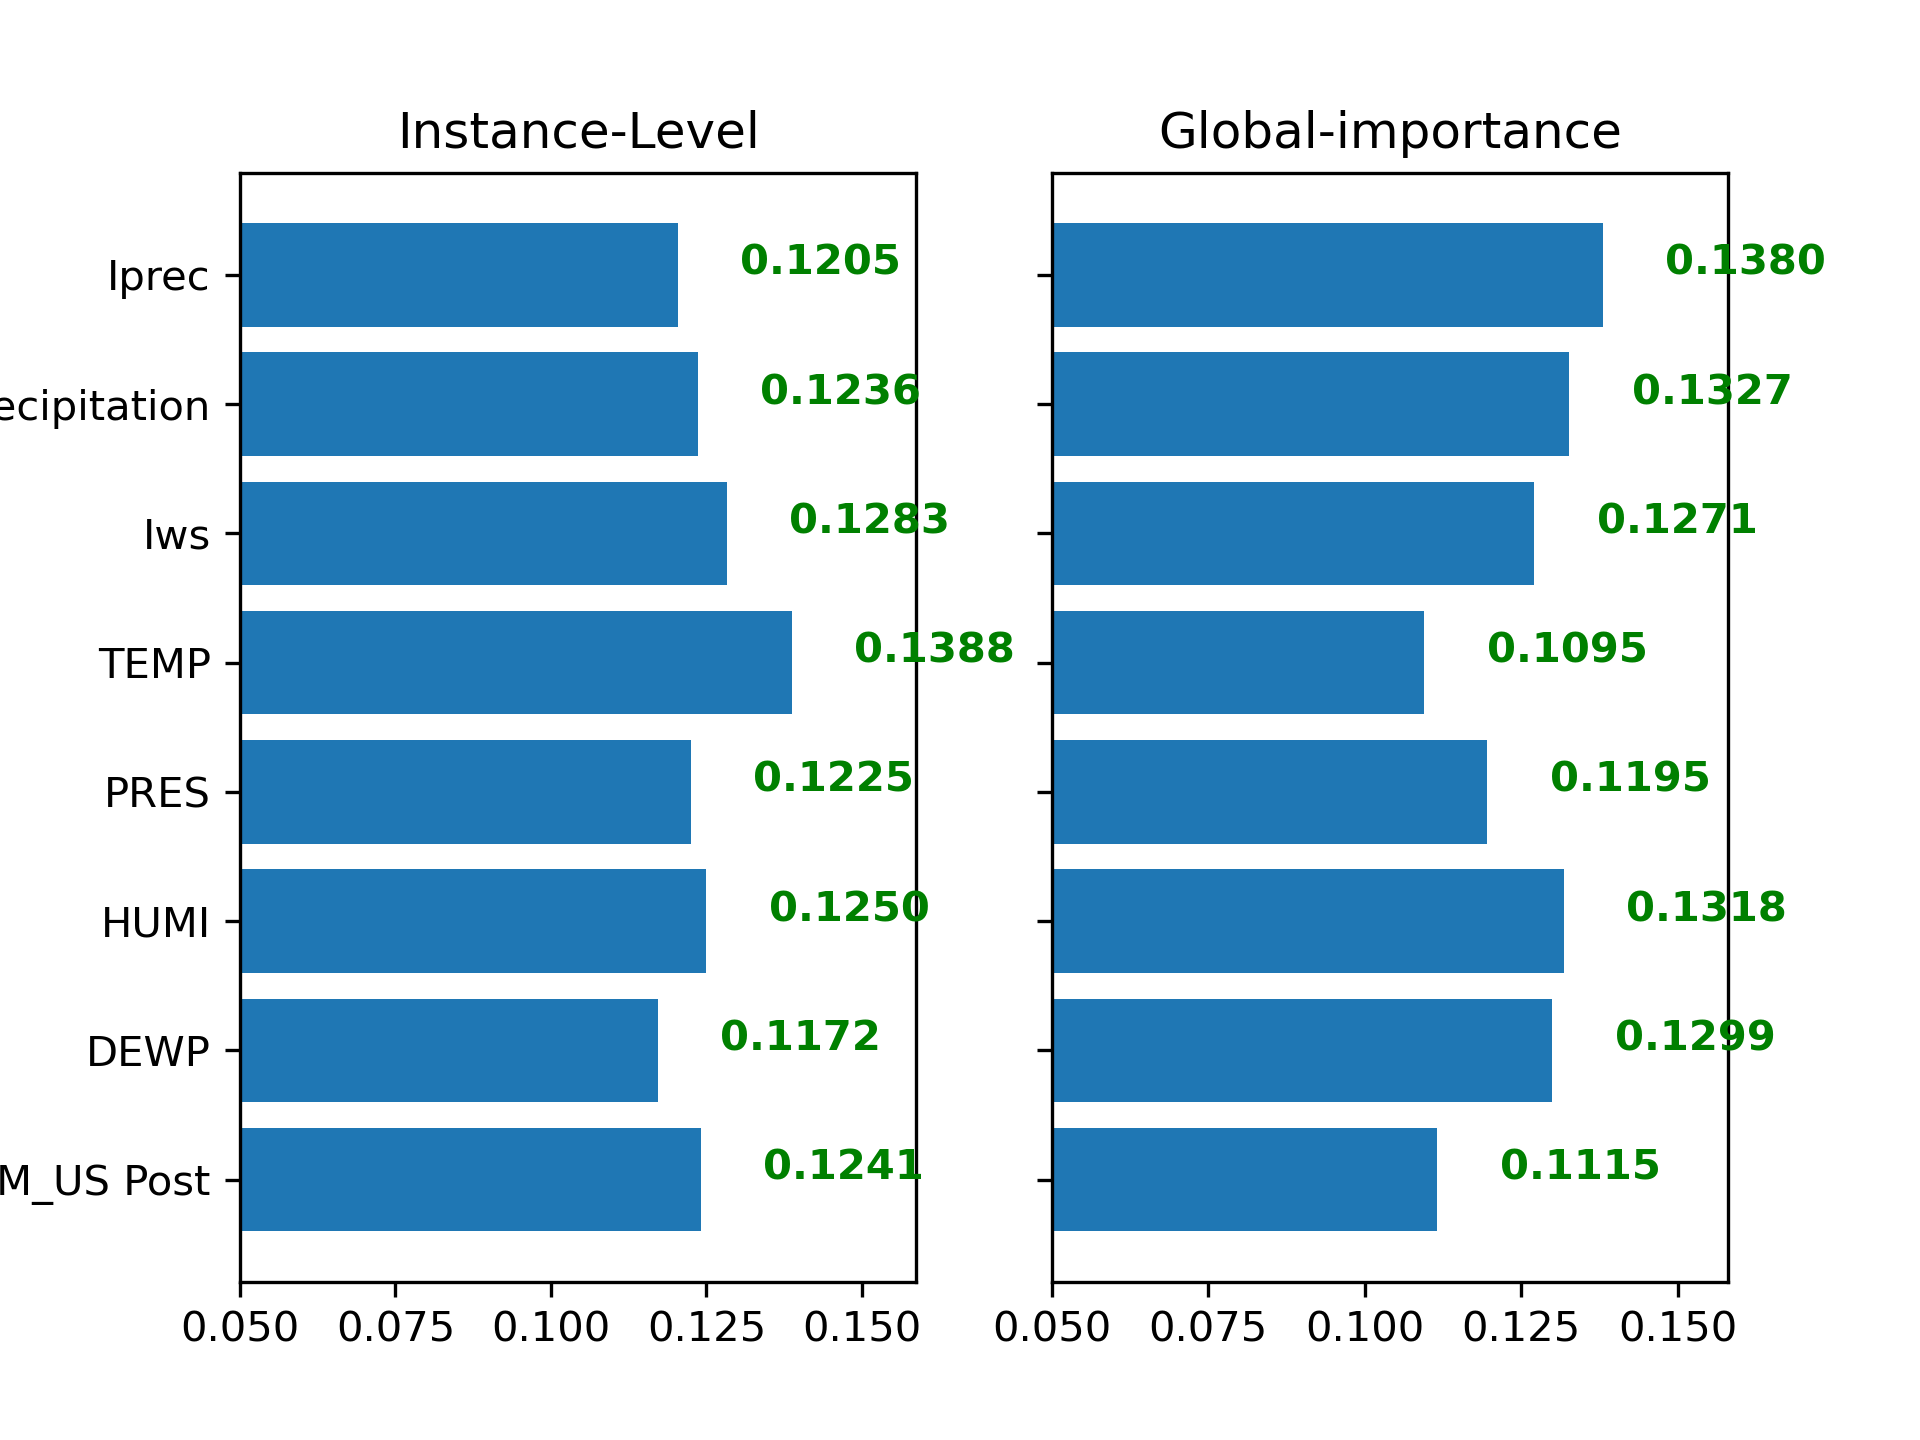 Instance-Level Global-importance
Iprec 0.1205 0.1380
ecipitation 0.1236 0.1327
Iws 0.1283 0.1271
TEMP 0.1388 0.1095
PRES 0.1225 0.1195
HUMI 0.1250 0.1318
DEWP 0.1172 0.1299
M_US Post 0.1241 0.1115
0.050 0.075 0.100 0.125 0.150 0.050 0.075 0.100 0.125 0.150